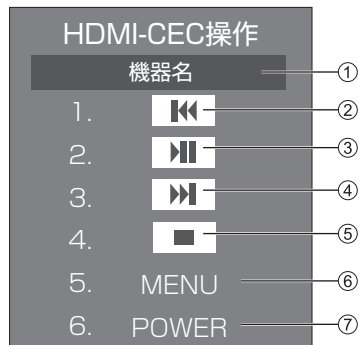 HDMI-CEC操作
機器名 ①
1. ②
2. ③
3. ④
4. ⑤
5. MENU ⑥
6. POWER ⑦